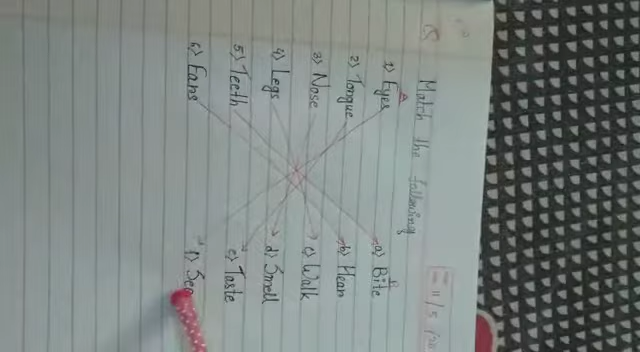 Match the following
A B
1) Eyes a) Bite
2) Tongue b) Hear
3) Nose c) Walk
4) Legs d) Smell
5) Teeth e) Taste
6) Ears f) See